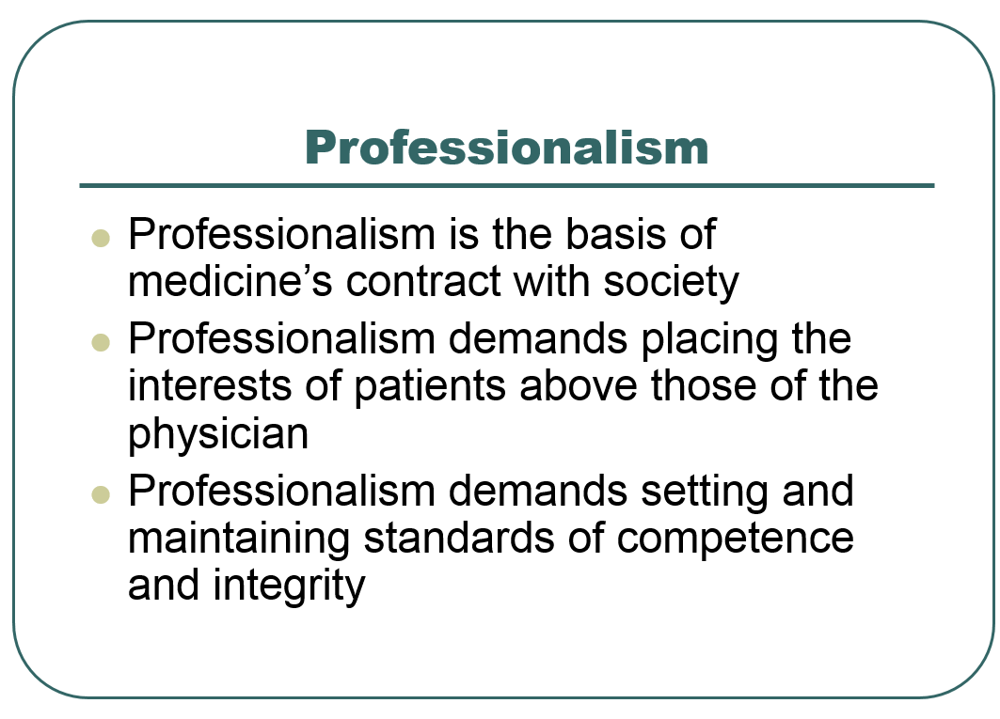 Professionalism
Professionalism is the basis of
medicine’s contract with society
Professionalism demands placing the
interests of patients above those of the
physician
Professionalism demands setting and
maintaining standards of competence
and integrity